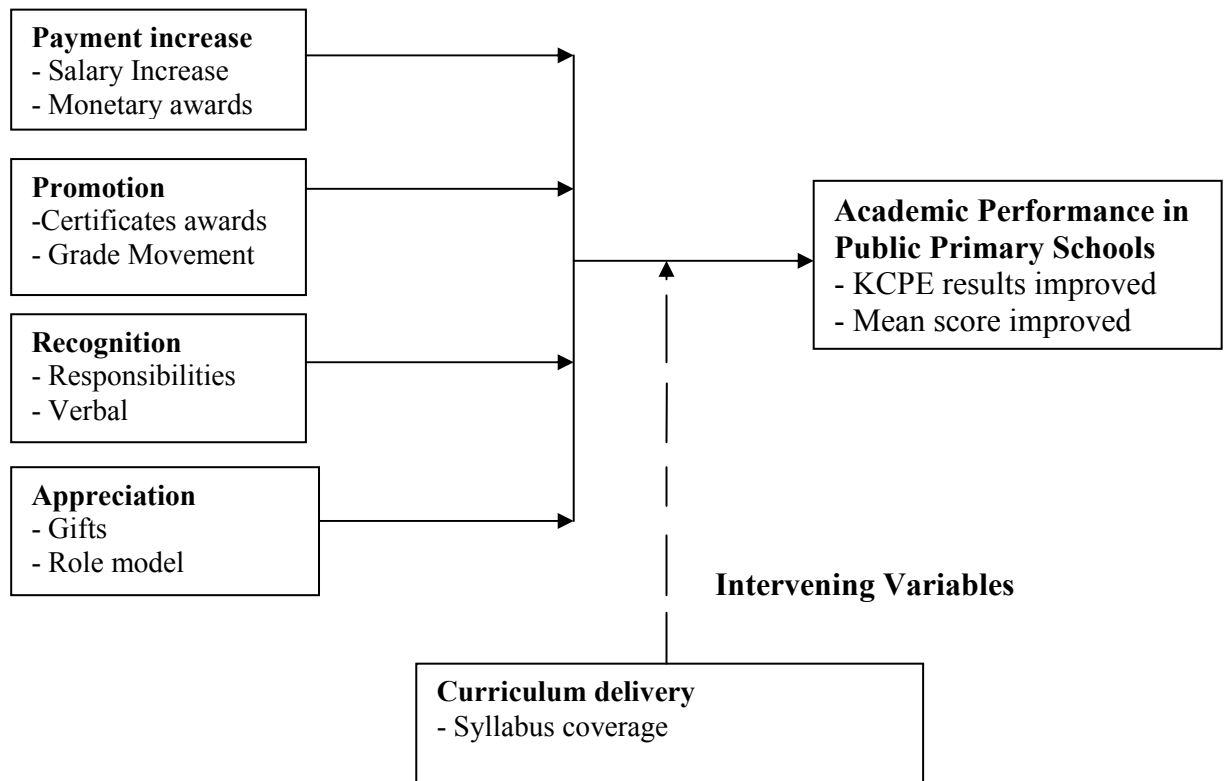 Payment increase
- Salary Increase
- Monetary awards
Promotion
-Certificates awards
- Grade Movement
Recognition
- Responsibilities
- Verbal
Appreciation
- Gifts
- Role model
Academic Performance in
Public Primary Schools
- KCPE results improved
- Mean score improved
Intervening Variables
Curriculum delivery
- Syllabus coverage